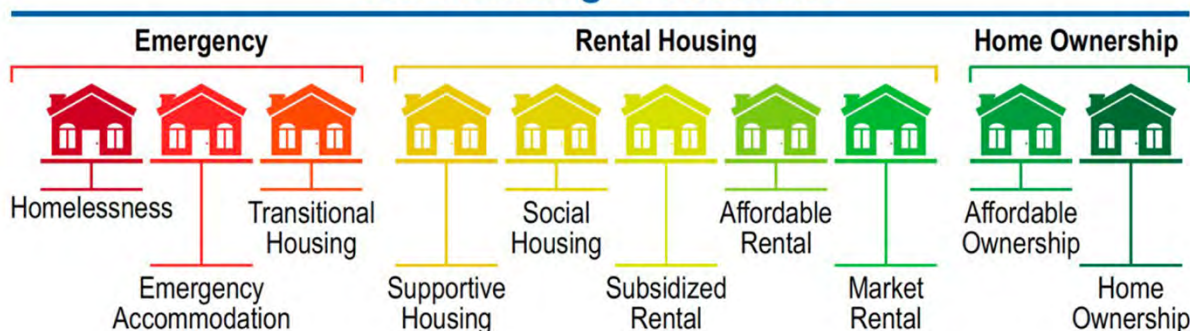 Emergency
Rental Housing
Home Ownership
Homelessness
Emergency
Accommodation
Transitional
Housing
Supportive
Housing
Social
Housing
Subsidized
Rental
Affordable
Rental
Market
Rental
Affordable
Ownership
Home
Ownership